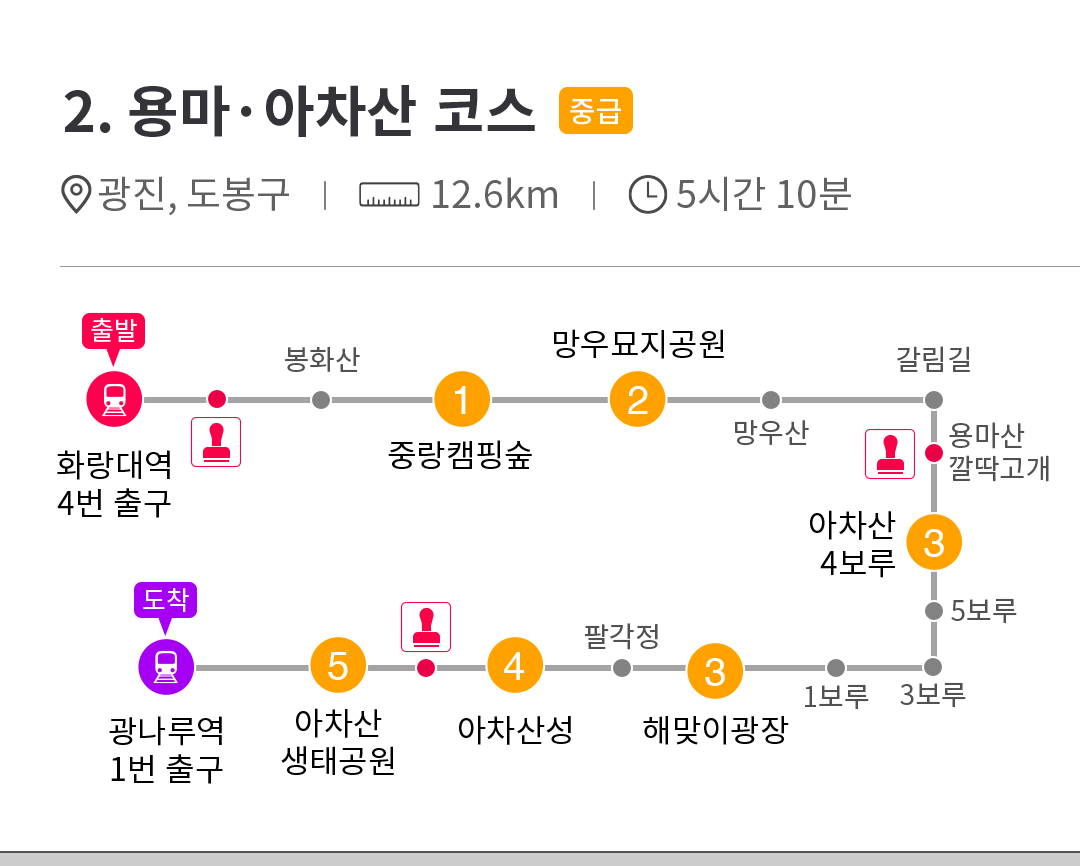 2. 용마·아차산 코스 중급
광진, 도봉구 | 12.6km | 5시간 10분
출발
화랑대역
4번 출구
봉화산
1
중랑캠핑숲
망우묘지공원
2
망우산
갈림길
용마산
깔딱고개
아차산
4보루
3
5보루
3보루
1보루
3
해맞이광장
팔각정
4
아차산성
5
아차산
생태공원
도착
광나루역
1번 출구